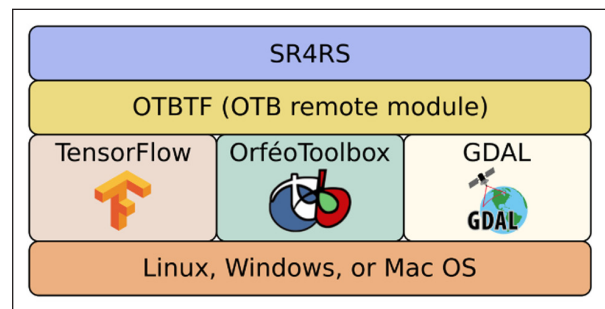 SR4RS
OTBTF (OTB remote module)
TensorFlow
OrféoToolbox
GDAL
GDAL
Linux, Windows, or Mac OS